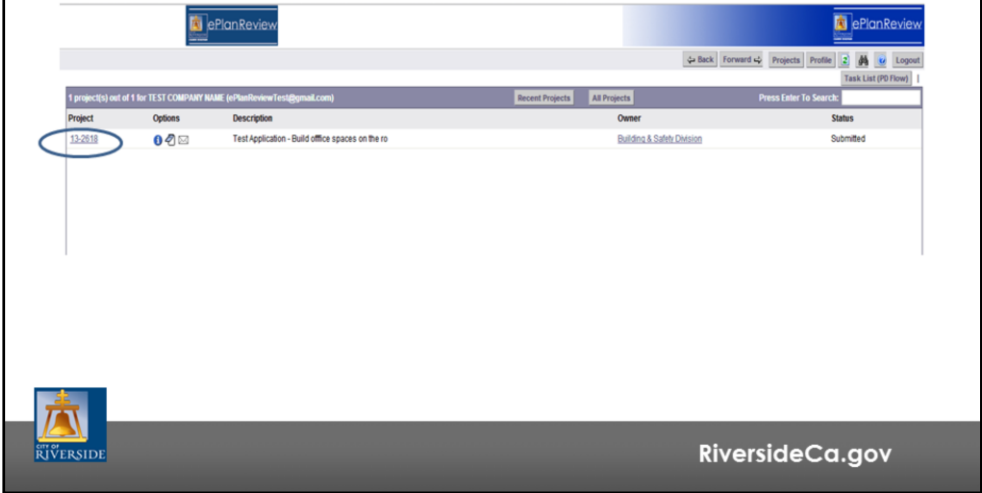 ePlanReview ePlanReview
Back Forward Projects Profile Logout
Task List (PD Flow) |
1 project(s) out of 1 for TEST COMPANY NAME (ePlanReviewTest@gmail.com) Recent Projects All Projects Press Enter To Search:
Project Options Description Owner Status
13-2618 Test Application - Build offfice spaces on the ro Building & Safety Division Submitted
CITY OF
RIVERSIDE
RiversideCa.gov